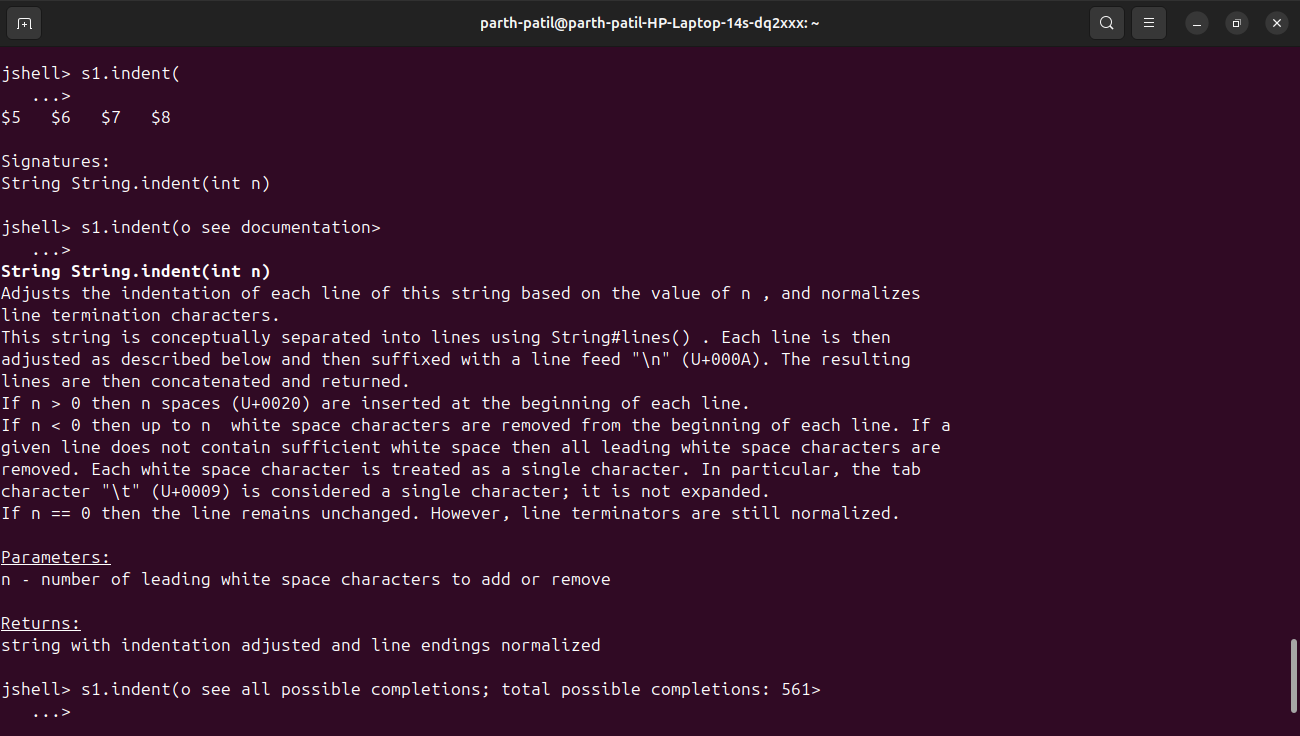 parth-patil@parth-patil-HP-Laptop-14s-dq2xxx: ~
jshell> s1.indent(
   ...>
$5   $6   $7   $8
Signatures:
String String.indent(int n)
jshell> s1.indent(o see documentation>
   ...>
String String.indent(int n)
Adjusts the indentation of each line of this string based on the value of n , and normalizes
line termination characters.
This string is conceptually separated into lines using String#lines() . Each line is then
adjusted as described below and then suffixed with a line feed "\n" (U+000A). The resulting
lines are then concatenated and returned.
If n > 0 then n spaces (U+0020) are inserted at the beginning of each line.
If n < 0 then up to n  white space characters are removed from the beginning of each line. If a
given line does not contain sufficient white space then all leading white space characters are
removed. Each white space character is treated as a single character. In particular, the tab
character "\t" (U+0009) is considered a single character; it is not expanded.
If n == 0 then the line remains unchanged. However, line terminators are still normalized.
Parameters:
n - number of leading white space characters to add or remove
Returns:
string with indentation adjusted and line endings normalized
jshell> s1.indent(o see all possible completions; total possible completions: 561>
   ...>